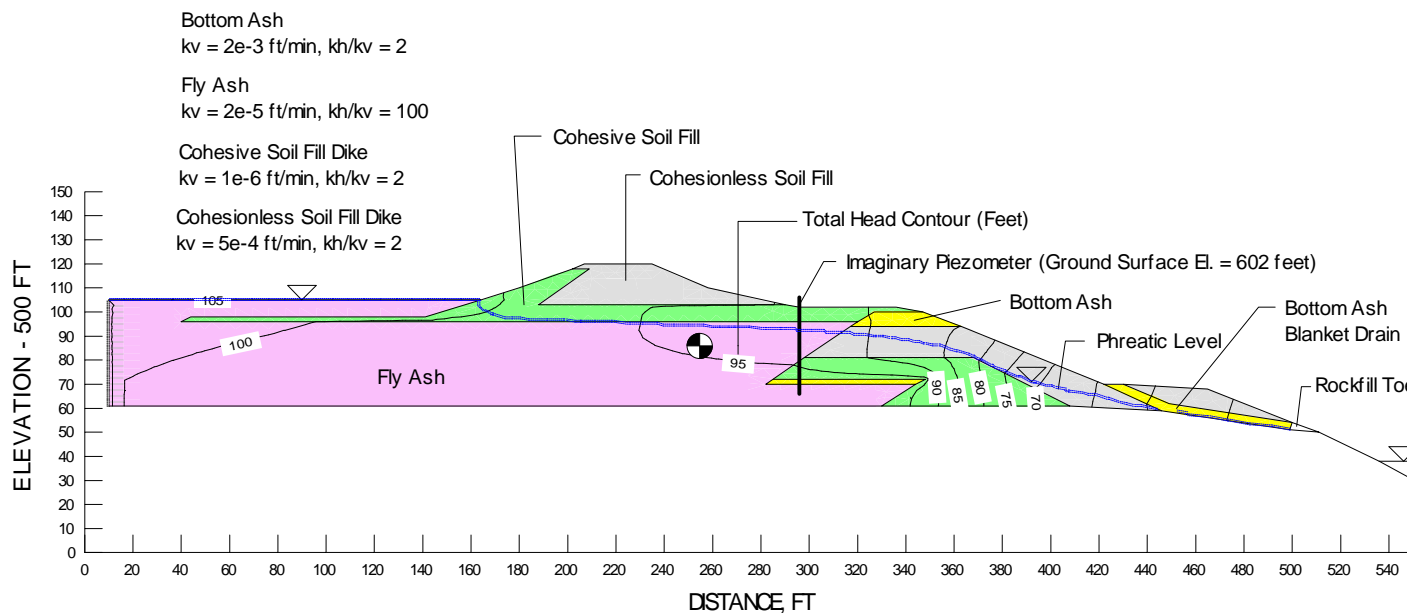 Bottom Ash
kv = 2e-3 ft/min, kh/kv = 2
Fly Ash
kv = 2e-5 ft/min, kh/kv = 100
Cohesive Soil Fill Dike
kv = 1e-6 ft/min, kh/kv = 2
Cohesionless Soil Fill Dike
kv = 5e-4 ft/min, kh/kv = 2
Cohesive Soil Fill
Cohesionless Soil Fill
Total Head Contour (Feet)
Imaginary Piezometer (Ground Surface El. = 602 feet)
Bottom Ash
Bottom Ash
Blanket Drain
Phreatic Level
Rockfill Toe
Fly Ash
105
100
95
90
85
80
75
70
ELEVATION - 500 FT
150
140
130
120
110
100
90
80
70
60
50
40
30
20
10
0
0 20 40 60 80 100 120 140 160 180 200 220 240 260 280 300 320 340 360 380 400 420 440 460 480 500 520 540
DISTANCE, FT